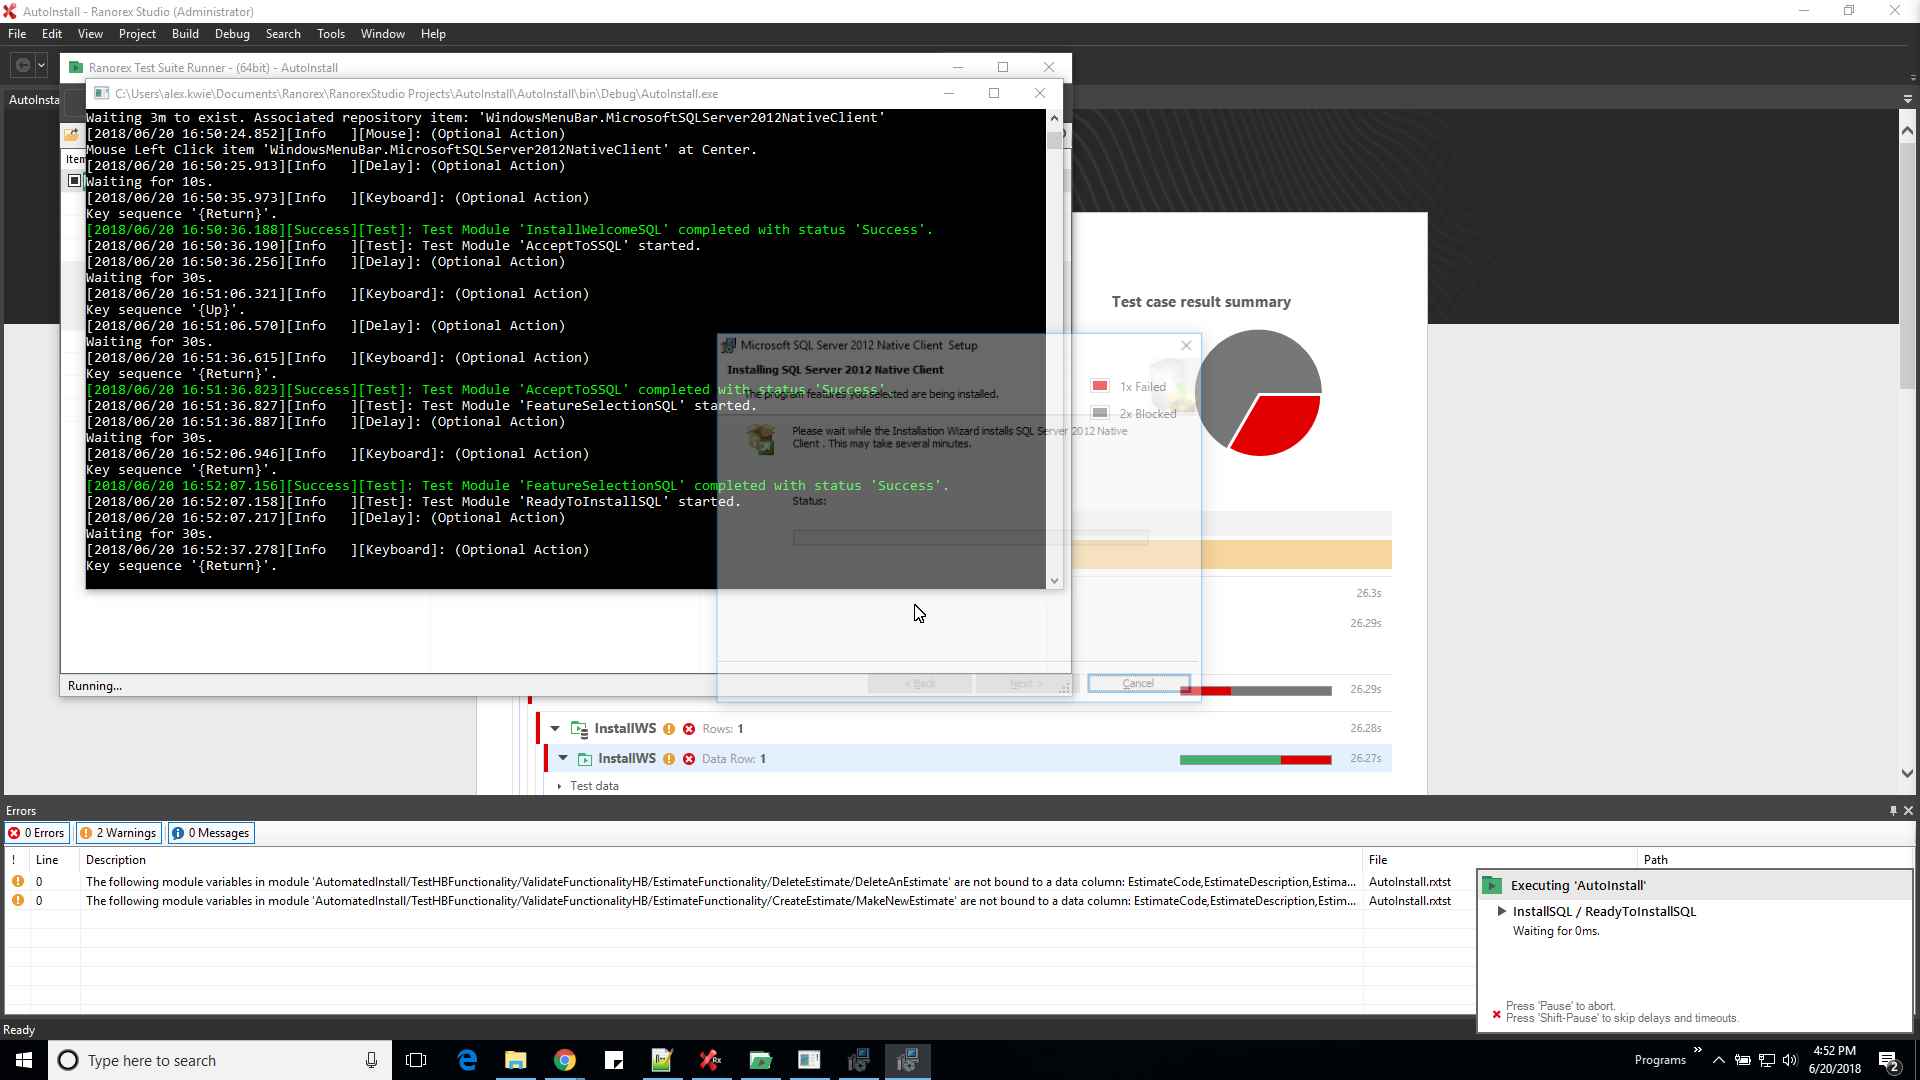 AutoInstall - Ranorex Studio (Administrator)
File Edit View Project Build Debug Search Tools Window Help
Ranorex Test Suite Runner - (64bit) - AutoInstall
AutoInsta
C:\Users\alex.kwie\Documents\Ranorex\RanorexStudio Projects\AutoInstall\AutoInstall\bin\Debug\AutoInstall.exe
Item
Waiting 3m to exist. Associated repository item: 'WindowsMenuBar.MicrosoftSQLServer2012NativeClient'
[2018/06/20 16:50:24.852][Info   ][Mouse]: (Optional Action)
Mouse Left Click item 'WindowsMenuBar.MicrosoftSQLServer2012NativeClient' at Center.
[2018/06/20 16:50:25.913][Info   ][Delay]: (Optional Action)
Waiting for 10s.
[2018/06/20 16:50:35.973][Info   ][Keyboard]: (Optional Action)
Key sequence '{Return}'.
[2018/06/20 16:50:36.188][Success][Test]: Test Module 'InstallWelcomeSQL' completed with status 'Success'.
[2018/06/20 16:50:36.190][Info   ][Test]: Test Module 'AcceptToSSQL' started.
[2018/06/20 16:50:36.256][Info   ][Delay]: (Optional Action)
Waiting for 30s.
[2018/06/20 16:51:06.321][Info   ][Keyboard]: (Optional Action)
Key sequence '{Up}'.
[2018/06/20 16:51:06.570][Info   ][Delay]: (Optional Action)
Waiting for 30s.
[2018/06/20 16:51:36.615][Info   ][Keyboard]: (Optional Action)
Key sequence '{Return}'.
[2018/06/20 16:51:36.823][Success][Test]: Test Module 'AcceptToSSQL' completed with status 'Success'.
[2018/06/20 16:51:36.827][Info   ][Test]: Test Module 'FeatureSelectionSQL' started.
[2018/06/20 16:51:36.887][Info   ][Delay]: (Optional Action)
Waiting for 30s.
[2018/06/20 16:52:06.946][Info   ][Keyboard]: (Optional Action)
Key sequence '{Return}'.
[2018/06/20 16:52:07.156][Success][Test]: Test Module 'FeatureSelectionSQL' completed with status 'Success'.
[2018/06/20 16:52:07.158][Info   ][Test]: Test Module 'ReadyToInstallSQL' started.
[2018/06/20 16:52:07.217][Info   ][Delay]: (Optional Action)
Waiting for 30s.
[2018/06/20 16:52:37.278][Info   ][Keyboard]: (Optional Action)
Key sequence '{Return}'.
Running...
Microsoft SQL Server 2012 Native Client  Setup
Installing SQL Server 2012 Native Client
The program features you selected are being installed.
Please wait while the Installation Wizard installs SQL Server 2012 Native
Client . This may take several minutes.
Status:
< Back Next > Cancel
Test case result summary
1x Failed
2x Blocked
26.3s
26.29s
26.29s
InstallWS Rows: 1 26.28s
InstallWS Data Row: 1 26.27s
Test data
Errors
0 Errors 2 Warnings 0 Messages
! Line Description File Path
0 The following module variables in module 'AutomatedInstall/TestHBFunctionality/ValidateFunctionalityHB/EstimateFunctionality/DeleteEstimate/DeleteAnEstimate' are not bound to a data column: EstimateCode,EstimateDescription,Estima... AutoInstall.rxtst
0 The following module variables in module 'AutomatedInstall/TestHBFunctionality/ValidateFunctionalityHB/EstimateFunctionality/CreateEstimate/MakeNewEstimate' are not bound to a data column: EstimateCode,EstimateDescription,Estim... AutoInstall.rxtst
Executing 'AutoInstall'
InstallSQL / ReadyToInstallSQL
Waiting for 0ms.
Press 'Pause' to abort.
Press 'Shift-Pause' to skip delays and timeouts.
Ready
Type here to search
Programs
4:52 PM
6/20/2018
2